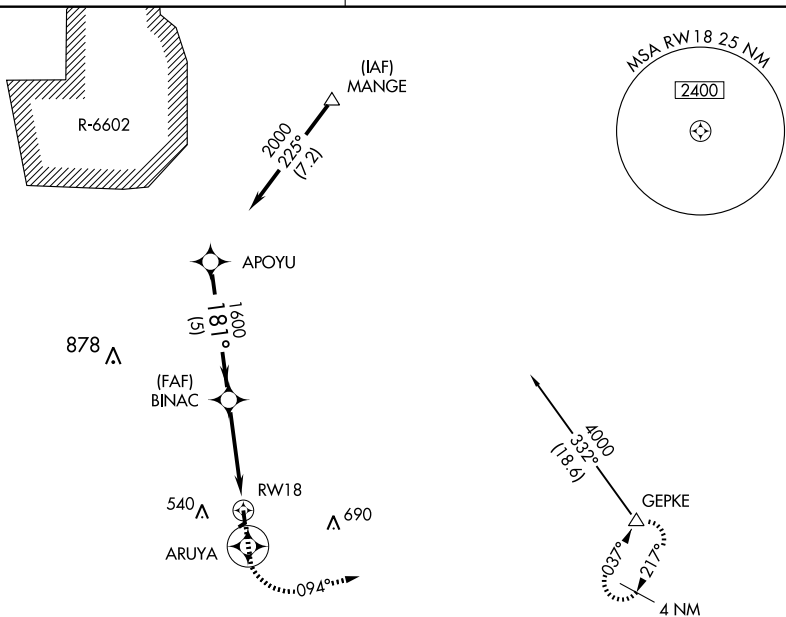 R-6602
(IAF)
MANGE
2000
225°
(7.2)
MSA RW18 25 NM
2400
APOYU
1600
181°
(5)
878
(FAF)
BINAC
540
RW18
690
ARUYA
094°
4000
332°
(18.6)
GEPKE
037°
217°
4 NM